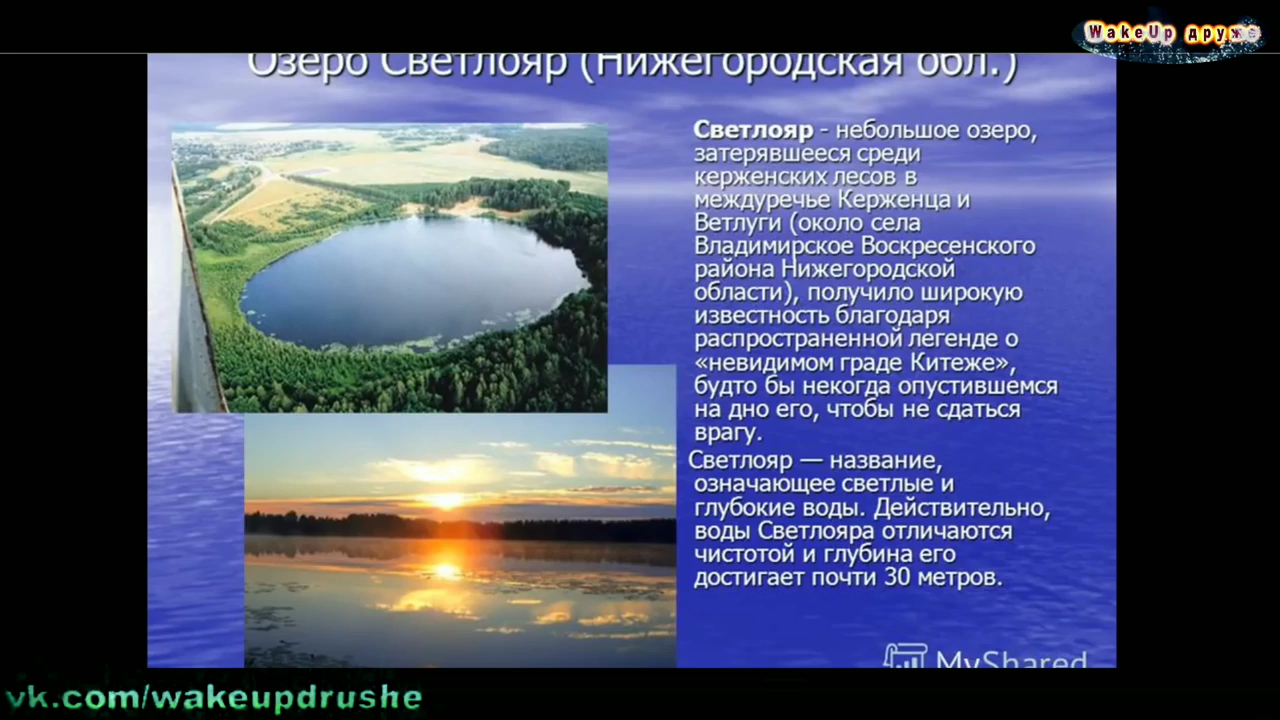 WakeUp друже
Озеро Светлояр (Нижегородская обл.)
Светлояр - небольшое озеро,
затерявшееся среди
керженских лесов в
междуречье Керженца и
Ветлуги (около села
Владимирское Воскресенского
района Нижегородской
области), получило широкую
известность благодаря
распространенной легенде о
«невидимом граде Китеже»,
будто бы некогда опустившемся
на дно его, чтобы не сдаться
врагу.
Светлояр — название,
означающее светлые и
глубокие воды. Действительно,
воды Светлояра отличаются
чистотой и глубина его
достигает почти 30 метров.
MyShared
vk.com/wakeupdrushe